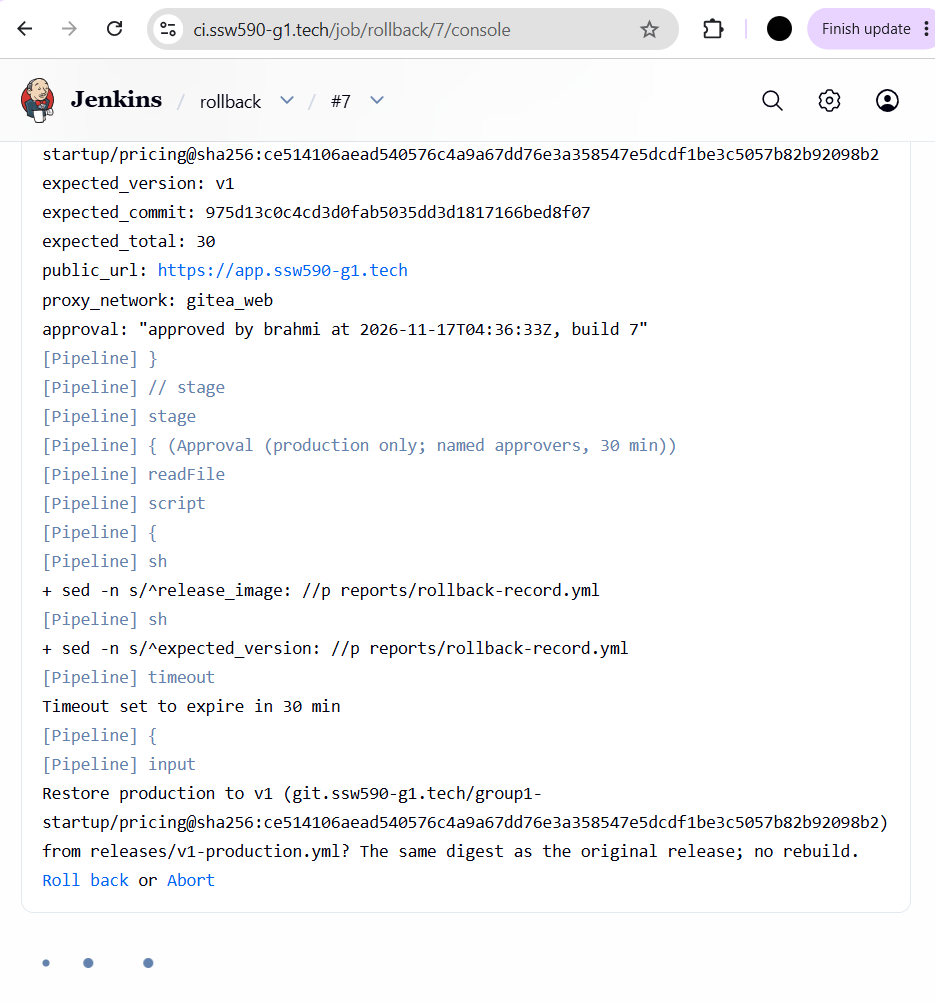 ci.ssw590-g1.tech/job/rollback/7/console
Finish update
Jenkins / rollback / #7
startup/pricing@sha256:ce514106aead540576c4a9a67dd76e3a358547e5dcdf1be3c5057b82b92098b2
expected_version: v1
expected_commit: 975d13c0c4cd3d0fab5035dd3d1817166bed8f07
expected_total: 30
public_url: https://app.ssw590-g1.tech
proxy_network: gitea_web
approval: "approved by brahmi at 2026-11-17T04:36:33Z, build 7"
[Pipeline] }
[Pipeline] // stage
[Pipeline] stage
[Pipeline] { (Approval (production only; named approvers, 30 min))
[Pipeline] readFile
[Pipeline] script
[Pipeline] {
[Pipeline] sh
+ sed -n s/^release_image: //p reports/rollback-record.yml
[Pipeline] sh
+ sed -n s/^expected_version: //p reports/rollback-record.yml
[Pipeline] timeout
Timeout set to expire in 30 min
[Pipeline] {
[Pipeline] input
Restore production to v1 (git.ssw590-g1.tech/group1-
startup/pricing@sha256:ce514106aead540576c4a9a67dd76e3a358547e5dcdf1be3c5057b82b92098b2)
from releases/v1-production.yml? The same digest as the original release; no rebuild.
Roll back or Abort